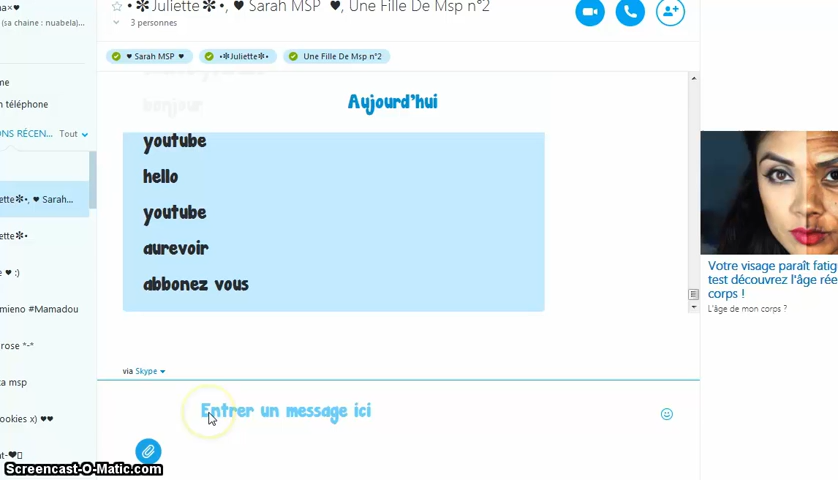 a×♥
•✻Juliette✻•, ♥ Sarah MSP ♥, Une Fille De Msp n°2
(sa chaine : nuabela)...
3 personnes
♥ Sarah MSP ♥
•✻Juliette✻•
Une Fille De Msp n°2
me
n téléphone
bonjour
Aujourd'hui
ONS RÉCEN...
Tout
youtube
hello
youtube
aurevoir
abbonez vous
ette✻•, ♥ Sarah...
ette✻•
e ♥ :)
mieno #Mamadou
rose *-*
ta msp
ookies x) ♥♥
Votre visage paraît fatig
test découvrez l'âge rée
corps !
L'âge de mon corps ?
via Skype
Entrer un message ici
Screencast-O-Matic.com